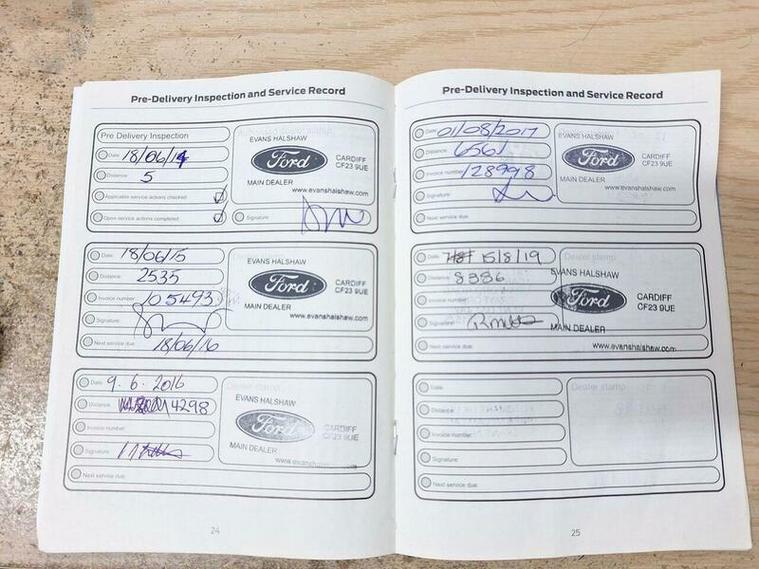 Pre-Delivery Inspection and Service Record
Pre Delivery Inspection
Date: 18/06/14
Distance: 5
Applicable service actions checked
Open service actions completed
EVANS HALSHAW
Ford
CARDIFF
CF23 9UE
MAIN DEALER
www.evanshalshaw.com
Signature:
Date: 18/06/15
Distance: 2535
Invoice number: 105493
Signature:
Next service due: 18/06/16
EVANS HALSHAW
Ford
CARDIFF
CF23 9UE
MAIN DEALER
www.evanshalshaw.com
Date: 9.6.2016
Distance: 4298
Invoice number:
Signature:
Next service due:
Dealer stamp
EVANS HALSHAW
Ford
CARDIFF
CF23 9UE
MAIN DEALER
www.evanshalshaw.com
24
Pre-Delivery Inspection and Service Record
Date: 01/08/2017
Distance: 6561
Invoice number: 128998
Signature:
Next service due:
EVANS HALSHAW
Ford
CARDIFF
CF23 9UE
MAIN DEALER
www.evanshalshaw.com
Date: 15/8/19
Distance: 8386
Invoice number:
Signature:
Next service due:
Dealer stamp
EVANS HALSHAW
Ford
CARDIFF
CF23 9UE
MAIN DEALER
www.evanshalshaw.com
Date:
Distance:
Invoice number:
Signature:
Next service due:
Dealer stamp
25